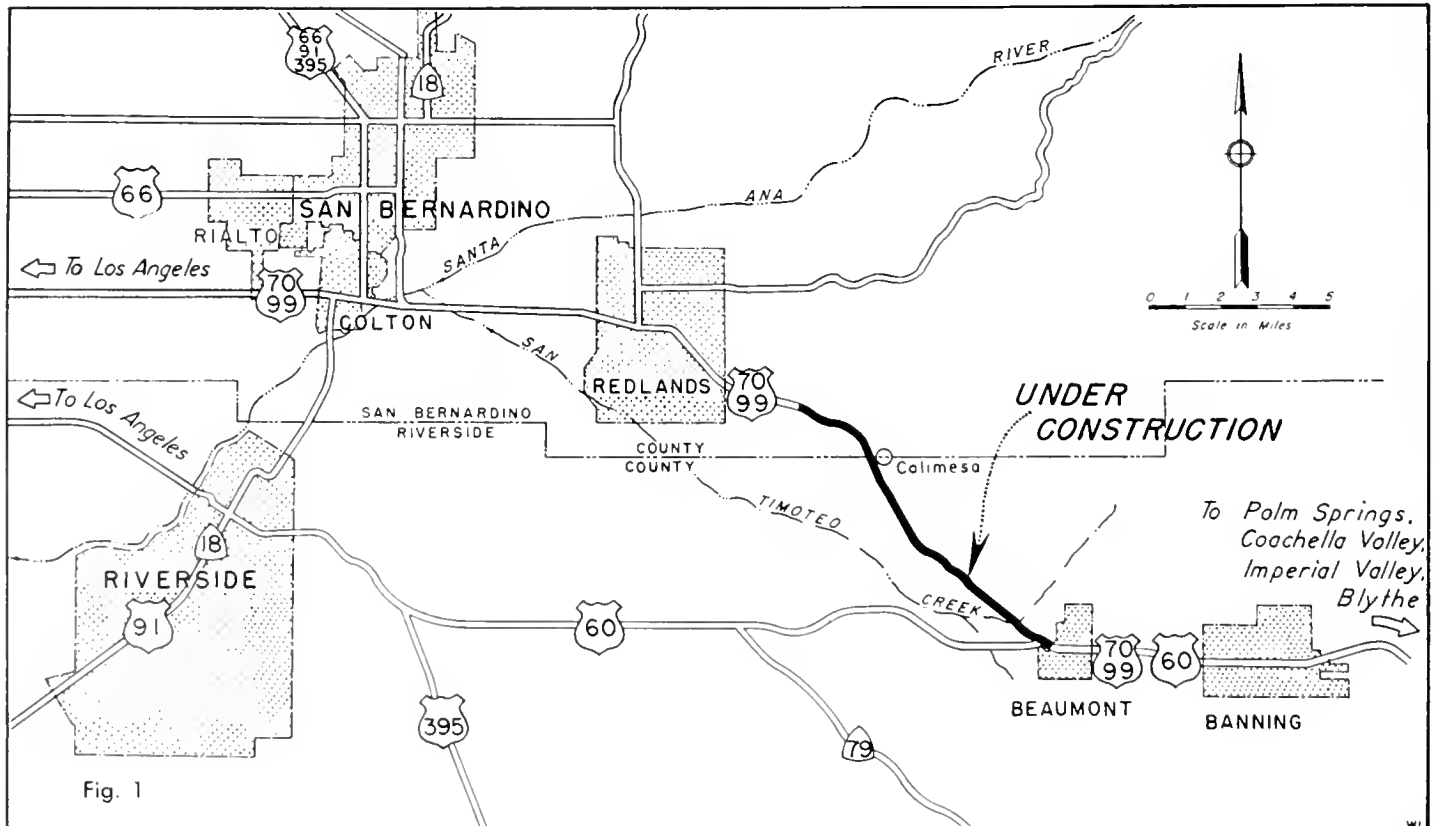 66
91
395
18
RIVER
66
ANA
SAN BERNARDINO
RIALTO
SANTA
To Los Angeles
70
99
COLTON
SAN
0 1 2 3 4 5
Scale in Miles
REDLANDS
70
99
UNDER
CONSTRUCTION
To Los Angeles
SAN BERNARDINO
RIVERSIDE
COUNTY
COUNTY
Calimesa
TIMOTEO
To Palm Springs,
Coachella Valley,
Imperial Valley,
Blythe
18
RIVERSIDE
CREEK
91
60
70
99
60
BEAUMONT
BANNING
395
79
Fig. 1